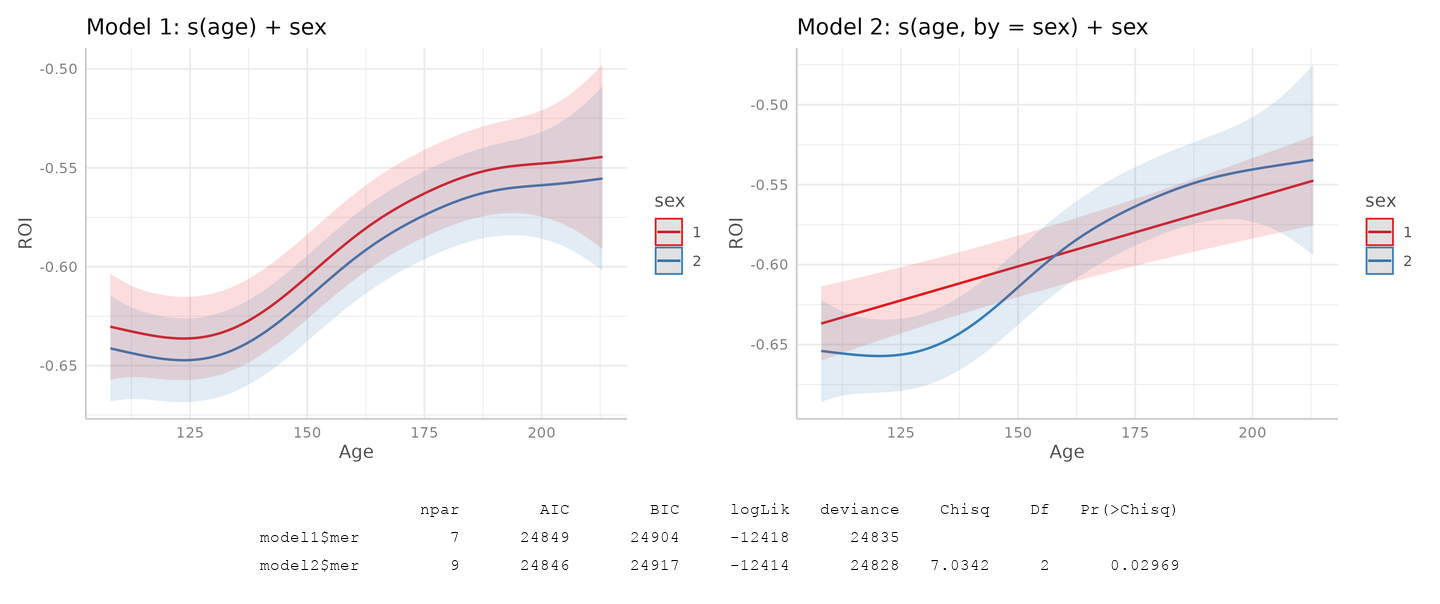 Model 1: s(age) + sex
-0.50
-0.55
-0.60
-0.65
ROI
125 150 175 200
Age
sex
1
2
Model 2: s(age, by = sex) + sex
-0.50
-0.55
-0.60
-0.65
ROI
125 150 175 200
Age
sex
1
2
npar AIC BIC logLik deviance Chisq Df Pr(>Chisq)
model1$mer 7 24849 24904 -12418 24835
model2$mer 9 24846 24917 -12414 24828 7.0342 2 0.02969